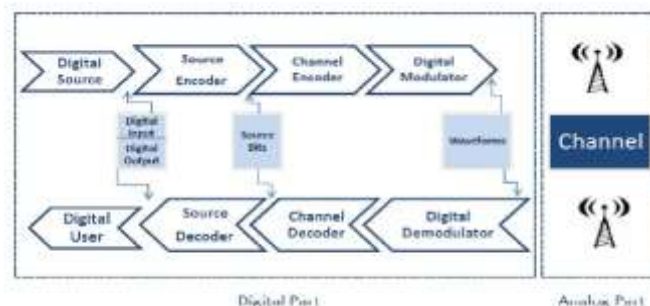 Digital
Source
Source
Encoder
Channel
Encoder
Digital
Modulator
Digital
Input
Digital
Output
Source
Bits
Waveforms
Channel
Digital
User
Source
Decoder
Channel
Decoder
Digital
Demodulator
Digital Part
Analog Part